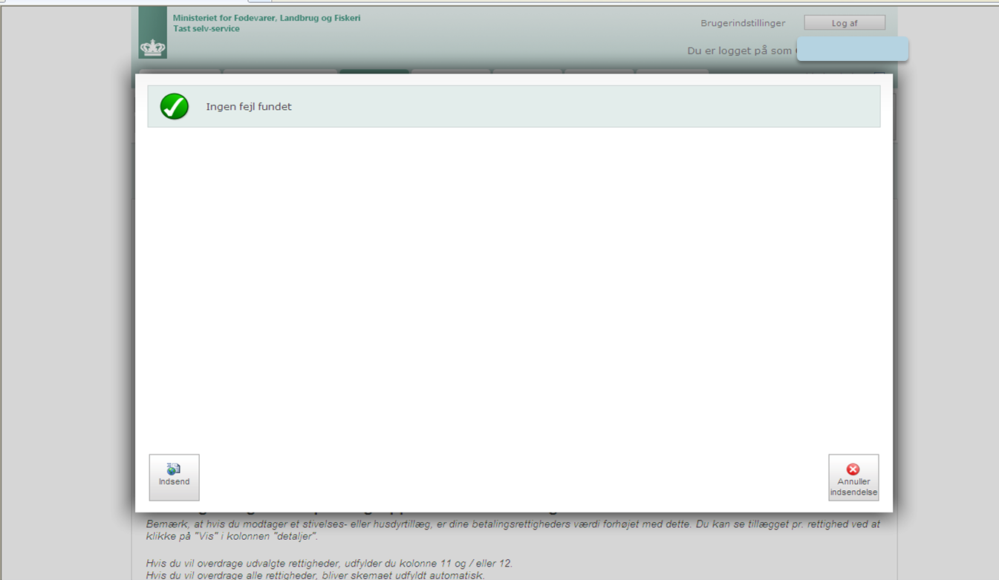 Ministeriet for Fødevarer, Landbrug og Fiskeri
Tast selv-service
Brugerindstillinger
Log af
Du er logget på som
Ingen fejl fundet
Indsend
Annuller
indsendelse
Bemærk, at hvis du modtager et stivelses- eller husdyrtillæg, er dine betalingsrettigheders værdi forhøjet med dette. Du kan se tillægget pr. rettighed ved at
klikke på "Vis" i kolonnen "detaljer".
Hvis du vil overdrage udvalgte rettigheder, udfylder du kolonne 11 og / eller 12.
Hvis du vil overdrage alle rettigheder, bliver skemaet udfyldt automatisk.